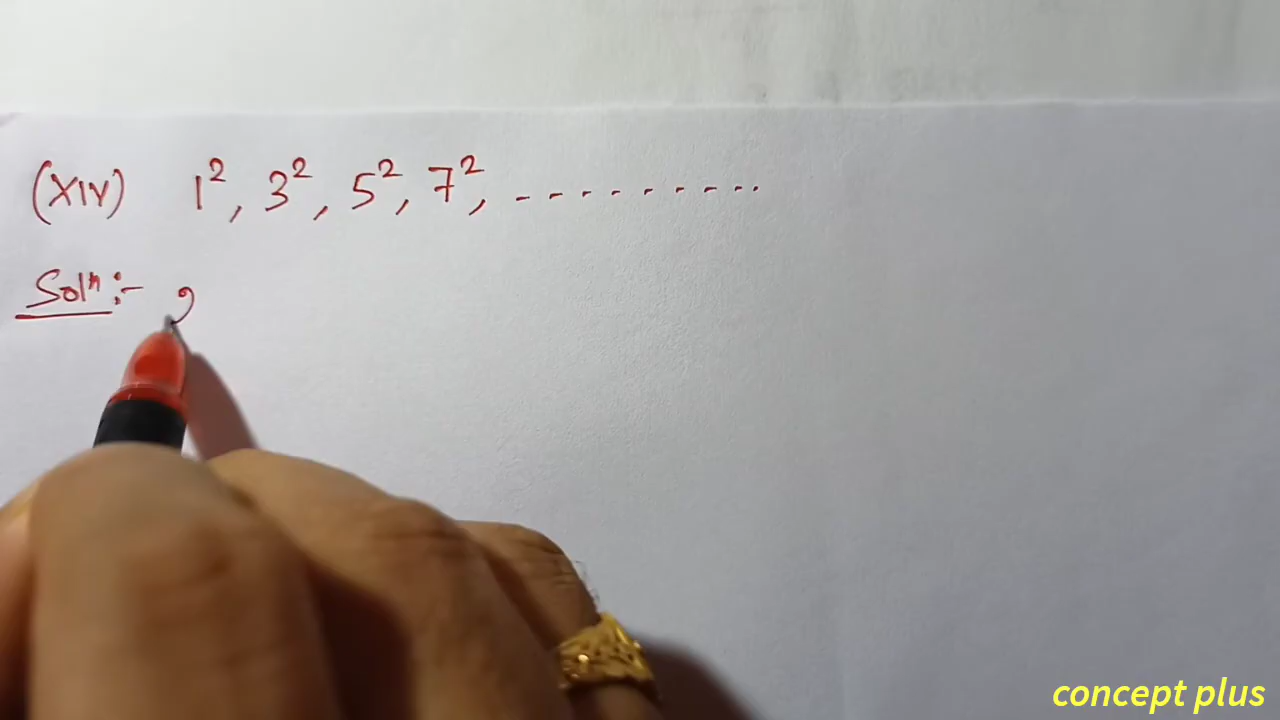 (XIV) 1², 3², 5², 7², - - - - - - - - -
Solⁿ :-
concept plus